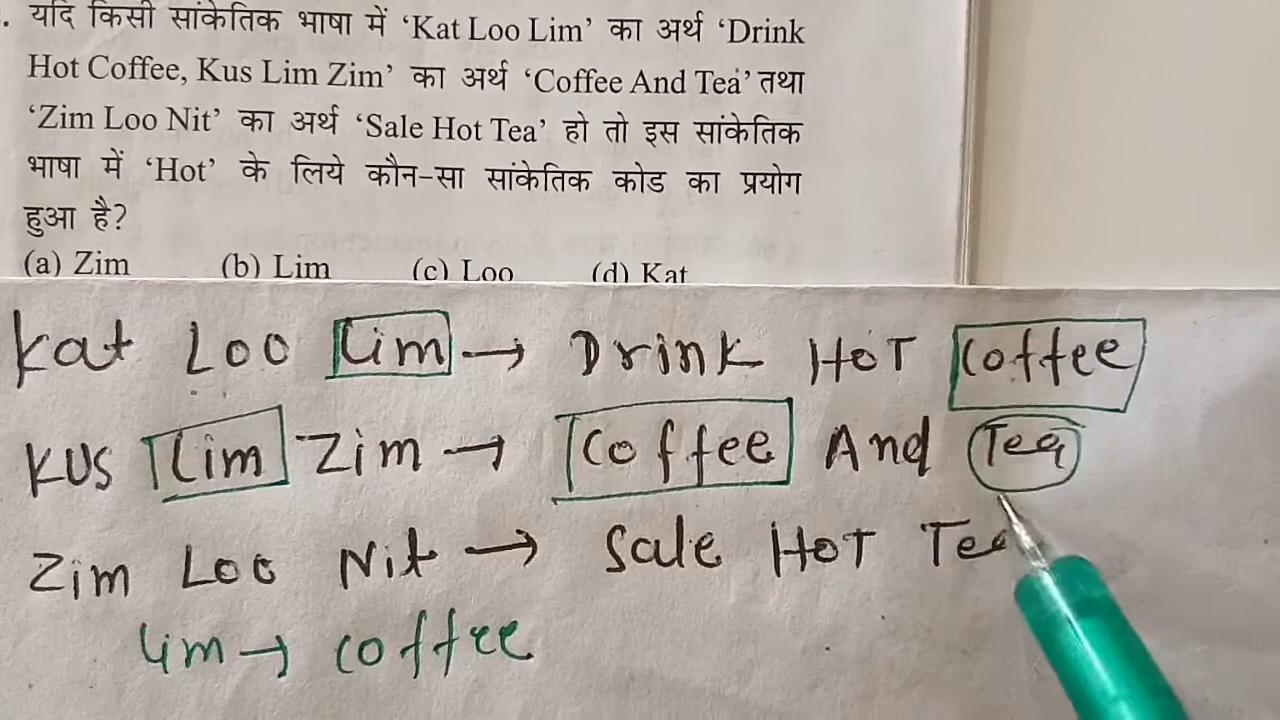 . यदि किसी सांकेतिक भाषा में ‘Kat Loo Lim’ का अर्थ ‘Drink
Hot Coffee, Kus Lim Zim’ का अर्थ ‘Coffee And Tea’ तथा
‘Zim Loo Nit’ का अर्थ ‘Sale Hot Tea’ हो तो इस सांकेतिक
भाषा में ‘Hot’ के लिये कौन-सा सांकेतिक कोड का प्रयोग
हुआ है?
(a) Zim (b) Lim (c) Loo (d) Kat
Kat Loo Lim → Drink HoT Coffee
KUS Lim Zim → Coffee And Tea
Zim Loo Nit → Sale HoT Tea
Lim → Coffee